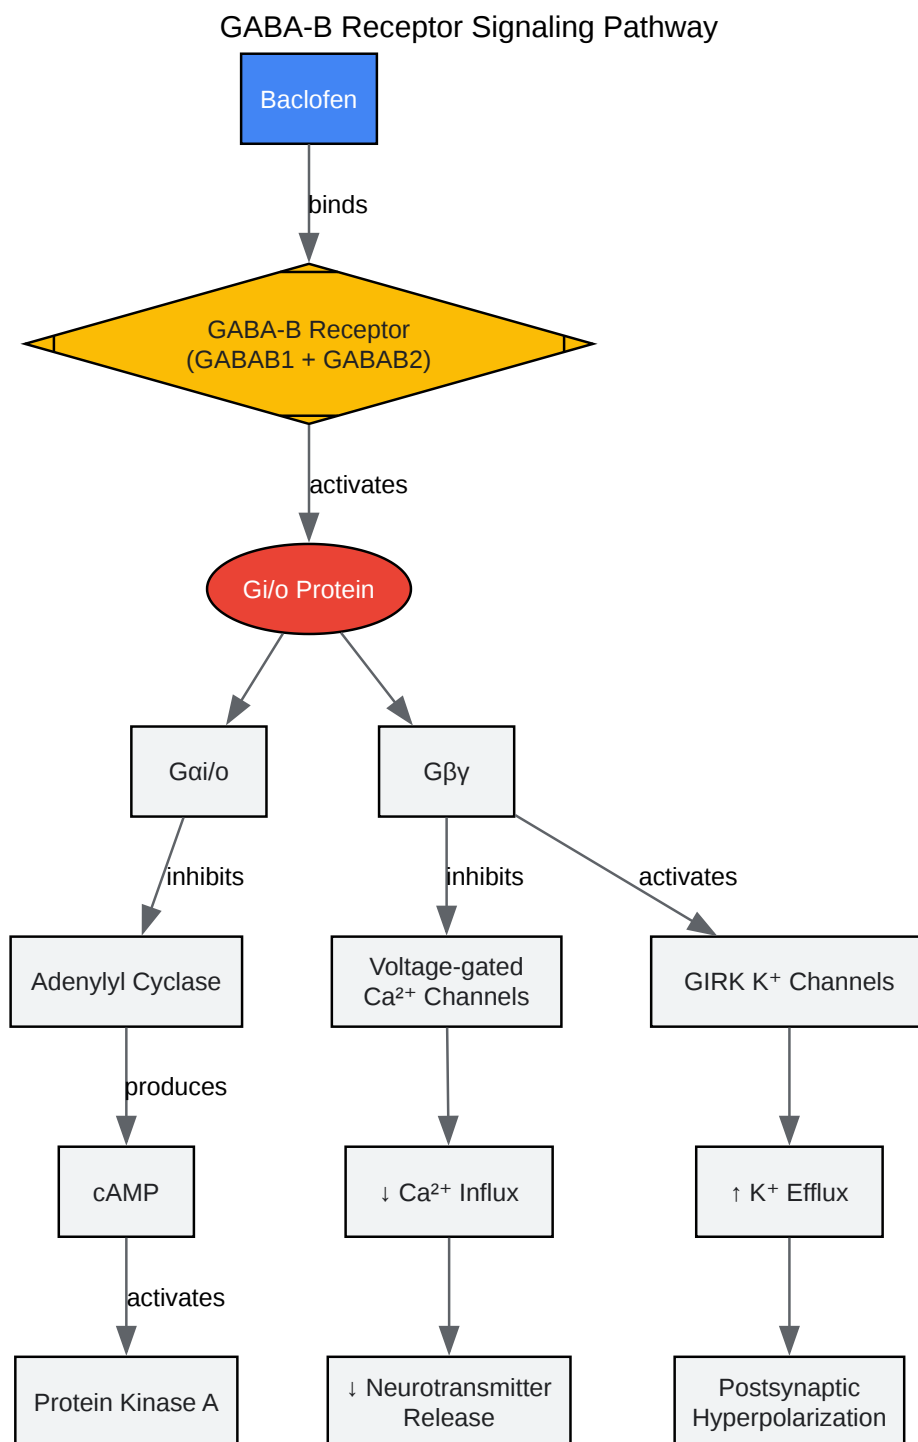 GABA-B Receptor Signaling Pathway
Baclofen
binds
GABA-B Receptor
(GABAB1 + GABAB2)
activates
Gi/o Protein
Gαi/o
Gβγ
inhibits
inhibits
activates
Adenylyl Cyclase
Voltage-gated
Ca²⁺ Channels
GIRK K⁺ Channels
produces
cAMP
↓ Ca²⁺ Influx
↑ K⁺ Efflux
activates
Protein Kinase A
↓ Neurotransmitter
Release
Postsynaptic
Hyperpolarization